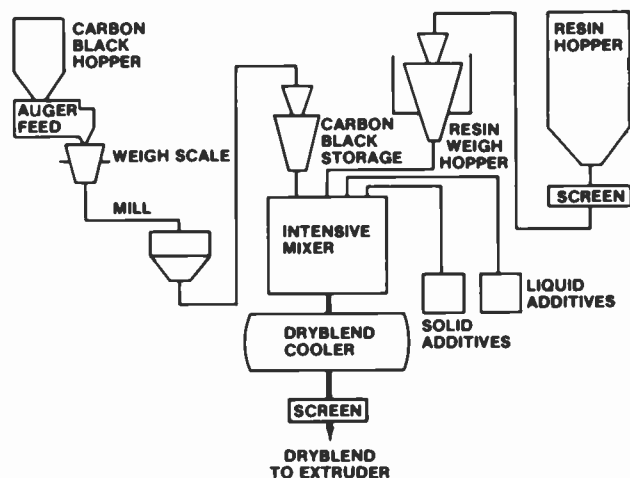 CARBON
BLACK
HOPPER
AUGER
FEED
WEIGH SCALE
MILL
CARBON
BLACK
STORAGE
RESIN
WEIGH
HOPPER
RESIN
HOPPER
SCREEN
INTENSIVE
MIXER
LIQUID
ADDITIVES
SOLID
ADDITIVES
DRYBLEND
COOLER
SCREEN
DRYBLEND
TO EXTRUDER